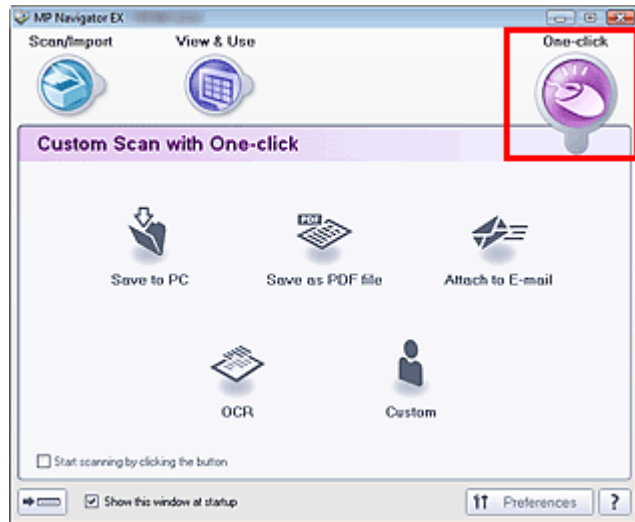 MP Navigator EX
Scan/Import View & Use One-click
Custom Scan with One-click
PDF
Save to PC Save as PDF file Attach to E-mail
OCR Custom
Start scanning by clicking the button
Show this window at startup Preferences ?